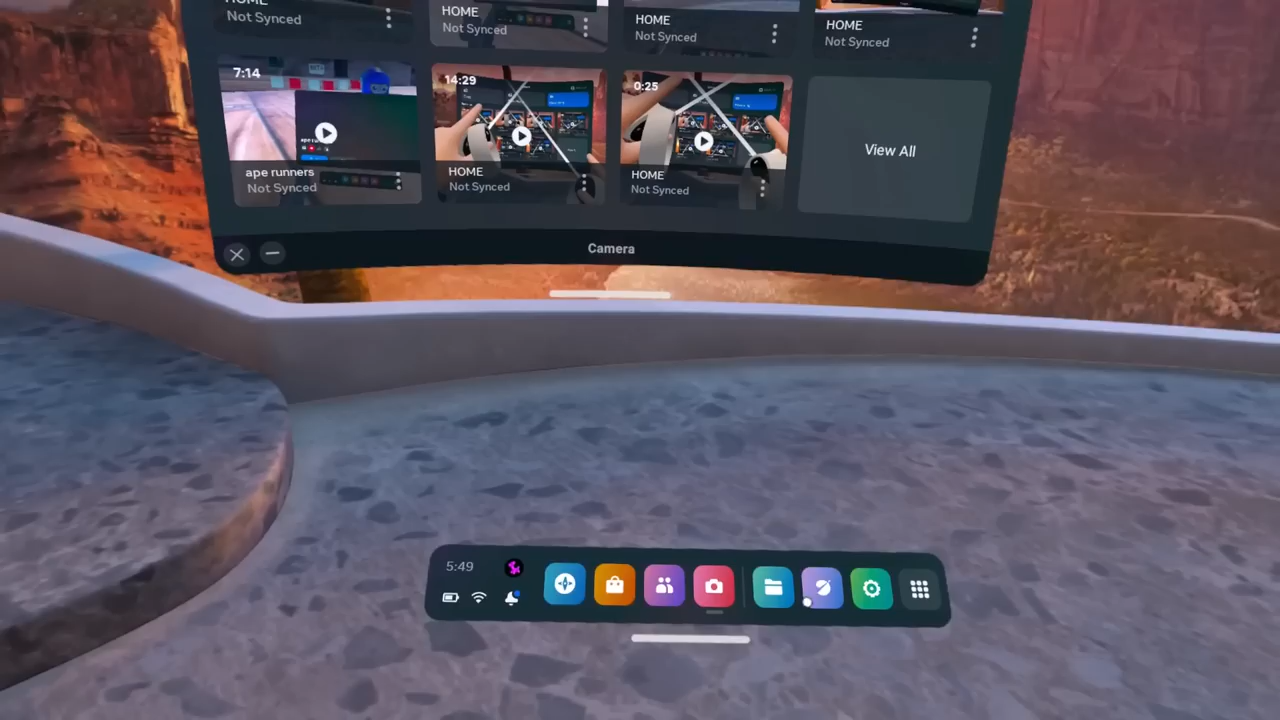 HOME
Not Synced
HOME
Not Synced
HOME
Not Synced
HOME
Not Synced
7:14
ape runners
Not Synced
14:29
HOME
Not Synced
0:25
HOME
Not Synced
View All
Camera
5:49